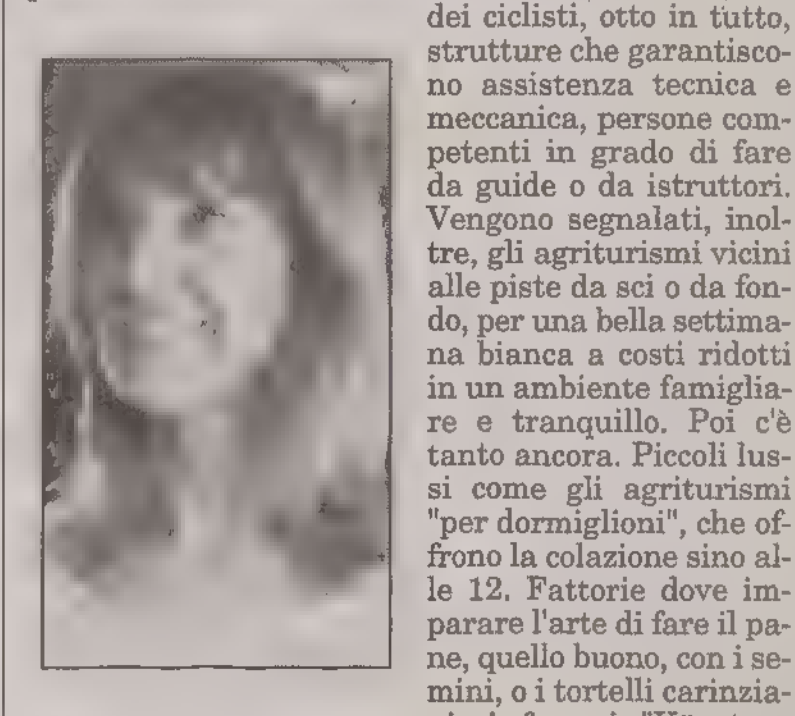 dei ciclisti, otto in tutto,
strutture che garantisco-
no assistenza tecnica e
meccanica, persone com-
petenti in grado di fare
da guide o da istruttori.
Vengono segnalati, inol-
tre, gli agriturismi vicini
alle piste da sci o da fon-
do, per una bella settima-
na bianca a costi ridotti
in un ambiente famiglia-
re e tranquillo. Poi c'è
tanto ancora. Piccoli lus-
si come gli agriturismi
"per dormiglioni", che of-
frono la colazione sino al-
le 12. Fattorie dove im-
parare l'arte di fare il pa-
ne, quello buono, con i se-
mini, o i tortelli carinzia-